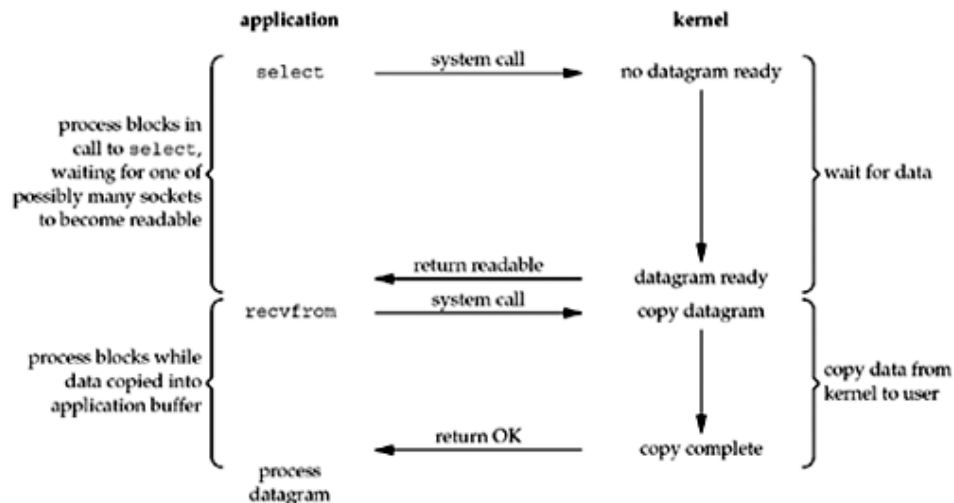 application
kernel
select
system call
no datagram ready
process blocks in
call to select,
waiting for one of
possibly many sockets
to become readable
wait for data
return readable
datagram ready
recvfrom
system call
copy datagram
process blocks while
data copied into
application buffer
copy data from
kernel to user
return OK
copy complete
process
datagram